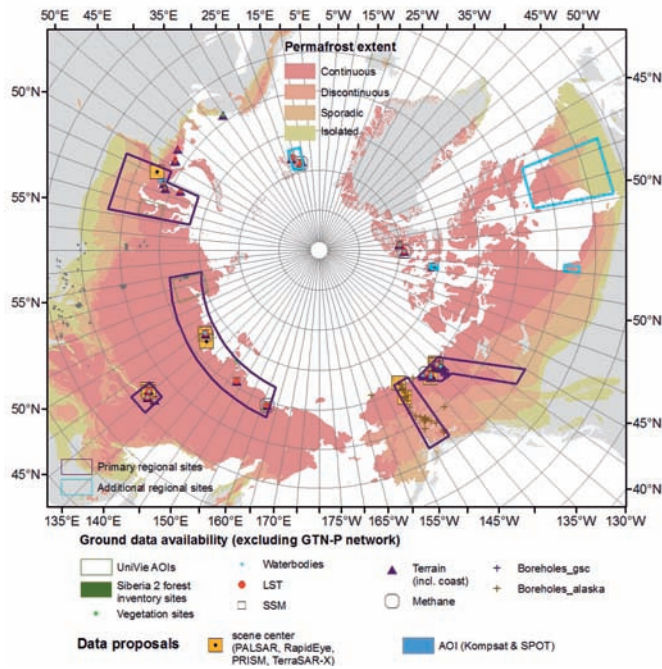 35°E 25°E 15°E 5°E 5°W 15°W 25°W 35°W 45°W
50°E 50°W
Permafrost extent
Continuous
Discontinuous
Sporadic
Isolated
50°N
45°W
55°N
50°N
55°N
50°N
50°N
45°N
45°N
40°N
Primary regional sites
Additional regional sites
135°E 140°E 150°E 160°E 170°E 175°W 165°W 155°W 145°W 135°W 130°W
Ground data availability (excluding GTN-P network)
UniVie AOIs
Siberia 2 forest
inventory sites
Vegetation sites
Waterbodies
LST
SSM
Terrain
(incl. coast)
Methane
Boreholes_gsc
Boreholes_alaska
Data proposals
scene center
(PALSAR, RapidEye,
PRISM, TerraSAR-X)
AOI (Kompsat & SPOT)